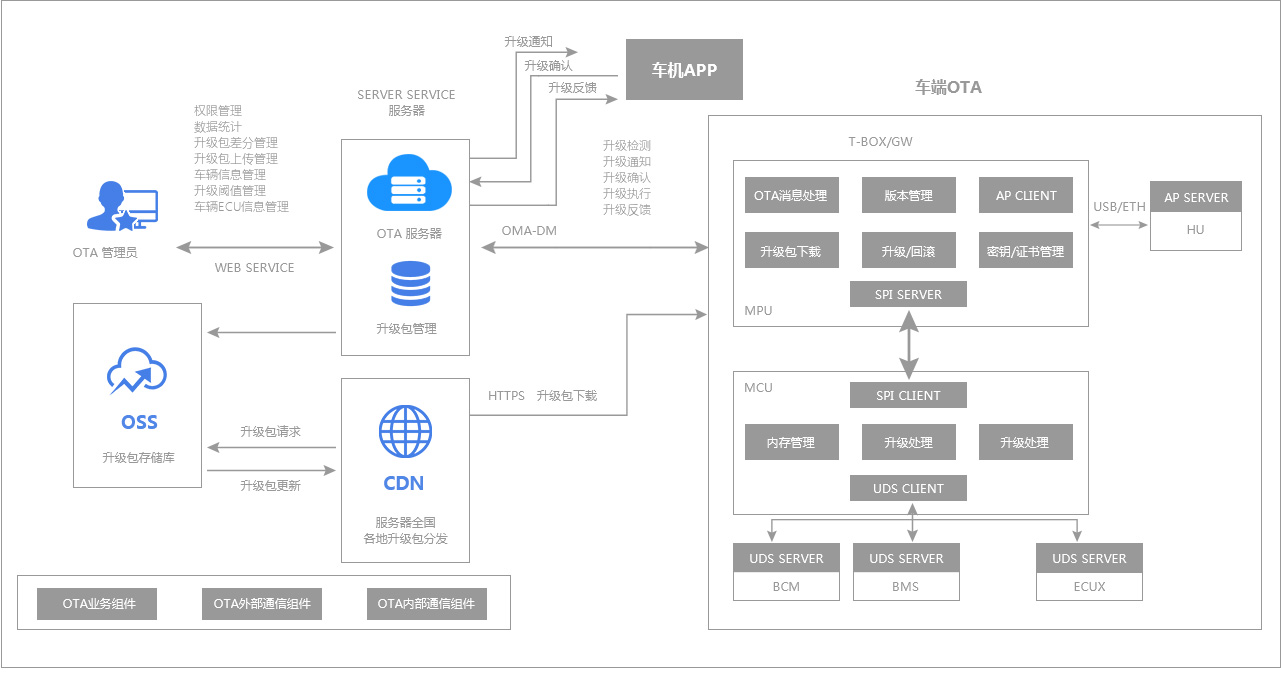 升级通知
升级确认
升级反馈
车机APP
车端OTA
SERVER SERVICE
服务器
权限管理
数据统计
升级包差分管理
升级包上传管理
车辆信息管理
升级阈值管理
车辆ECU信息管理
升级检测
升级通知
升级确认
升级执行
升级反馈
OTA 管理员
WEB SERVICE
OTA 服务器
升级包管理
OMA-DM
T-BOX/GW
OTA消息处理
版本管理
AP CLIENT
升级包下载
升级/回滚
密钥/证书管理
SPI SERVER
MPU
USB/ETH
AP SERVER
HU
OSS
升级包存储库
升级包请求
升级包更新
CDN
服务器全国
各地升级包分发
HTTPS 升级包下载
MCU
SPI CLIENT
内存管理
升级处理
升级处理
UDS CLIENT
UDS SERVER
BCM
UDS SERVER
BMS
UDS SERVER
ECUX
OTA业务组件
OTA外部通信组件
OTA内部通信组件